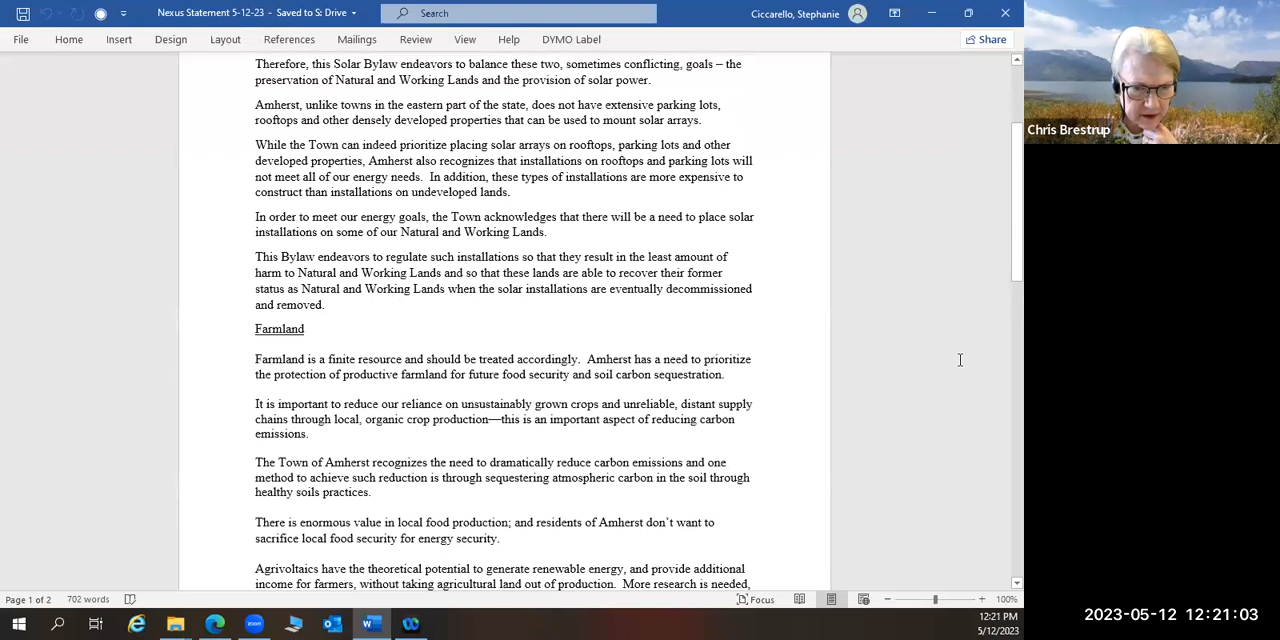 Nexus Statement 5-12-23 - Saved to S: Drive
Search
Ciccarello, Stephanie
File Home Insert Design Layout References Mailings Review View Help DYMO Label
Share
Therefore, this Solar Bylaw endeavors to balance these two, sometimes conflicting, goals – the
preservation of Natural and Working Lands and the provision of solar power.
Amherst, unlike towns in the eastern part of the state, does not have extensive parking lots,
rooftops and other densely developed properties that can be used to mount solar arrays.
While the Town can indeed prioritize placing solar arrays on rooftops, parking lots and other
developed properties, Amherst also recognizes that installations on rooftops and parking lots will
not meet all of our energy needs. In addition, these types of installations are more expensive to
construct than installations on undeveloped lands.
In order to meet our energy goals, the Town acknowledges that there will be a need to place solar
installations on some of our Natural and Working Lands.
This Bylaw endeavors to regulate such installations so that they result in the least amount of
harm to Natural and Working Lands and so that these lands are able to recover their former
status as Natural and Working Lands when the solar installations are eventually decommissioned
and removed.
Farmland
Farmland is a finite resource and should be treated accordingly. Amherst has a need to prioritize
the protection of productive farmland for future food security and soil carbon sequestration.
It is important to reduce our reliance on unsustainably grown crops and unreliable, distant supply
chains through local, organic crop production—this is an important aspect of reducing carbon
emissions.
The Town of Amherst recognizes the need to dramatically reduce carbon emissions and one
method to achieve such reduction is through sequestering atmospheric carbon in the soil through
healthy soils practices.
There is enormous value in local food production; and residents of Amherst don't want to
sacrifice local food security for energy security.
Agrivoltaics have the theoretical potential to generate renewable energy, and provide additional
income for farmers, without taking agricultural land out of production. More research is needed,
Page 1 of 2 702 words
Focus
100%
zoom
12:21 PM
5/12/2023
Chris Brestrup
2023-05-12 12:21:03